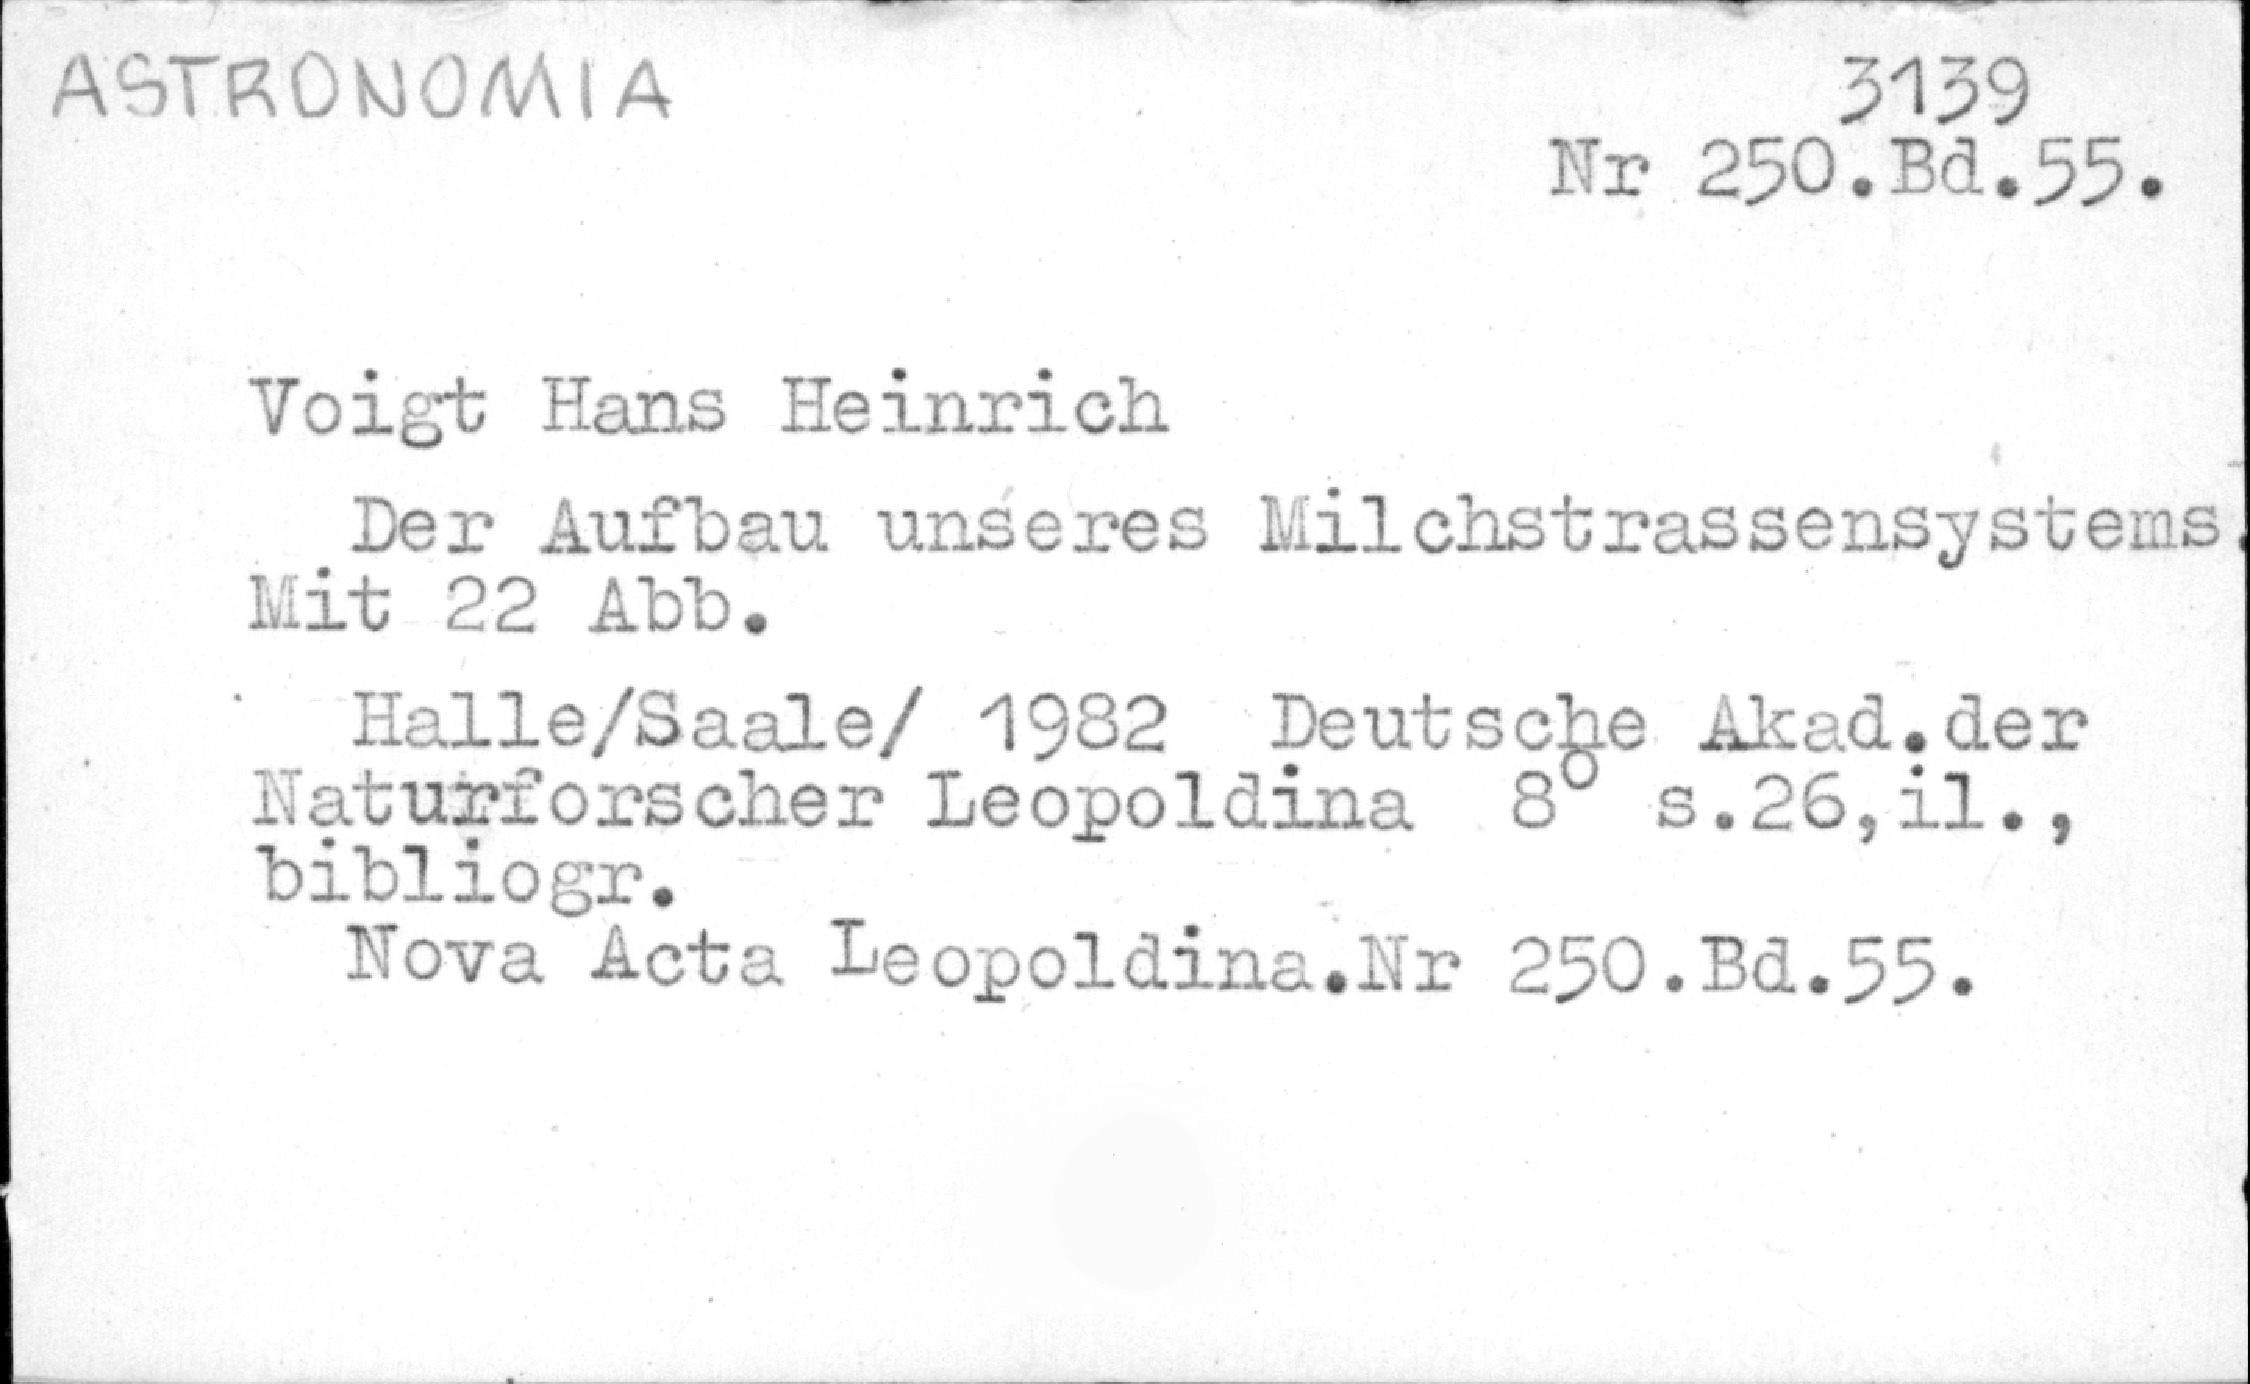 ASTRONOMIA
3139
Nr 250.Bd.55.
Voigt Hans Heinrich
Der Aufbau unseres Milchstrassensystems.
Mit 22 Abb.
Halle/Saale/ 1982 Deutsche Akad.der
Naturforscher Leopoldina 8° s.26,il.,
bibliogr.
Nova Acta Leopoldina.Nr 250.Bd.55.